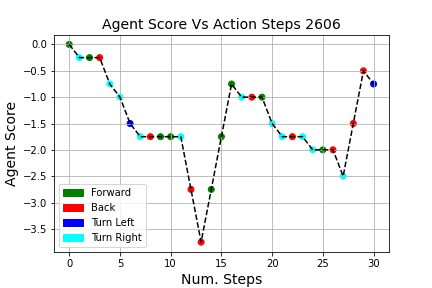 Agent Score Vs Action Steps 2606
Agent Score
0.0
−0.5
−1.0
−1.5
−2.0
−2.5
−3.0
−3.5
Forward
Back
Turn Left
Turn Right
0 5 10 15 20 25 30
Num. Steps